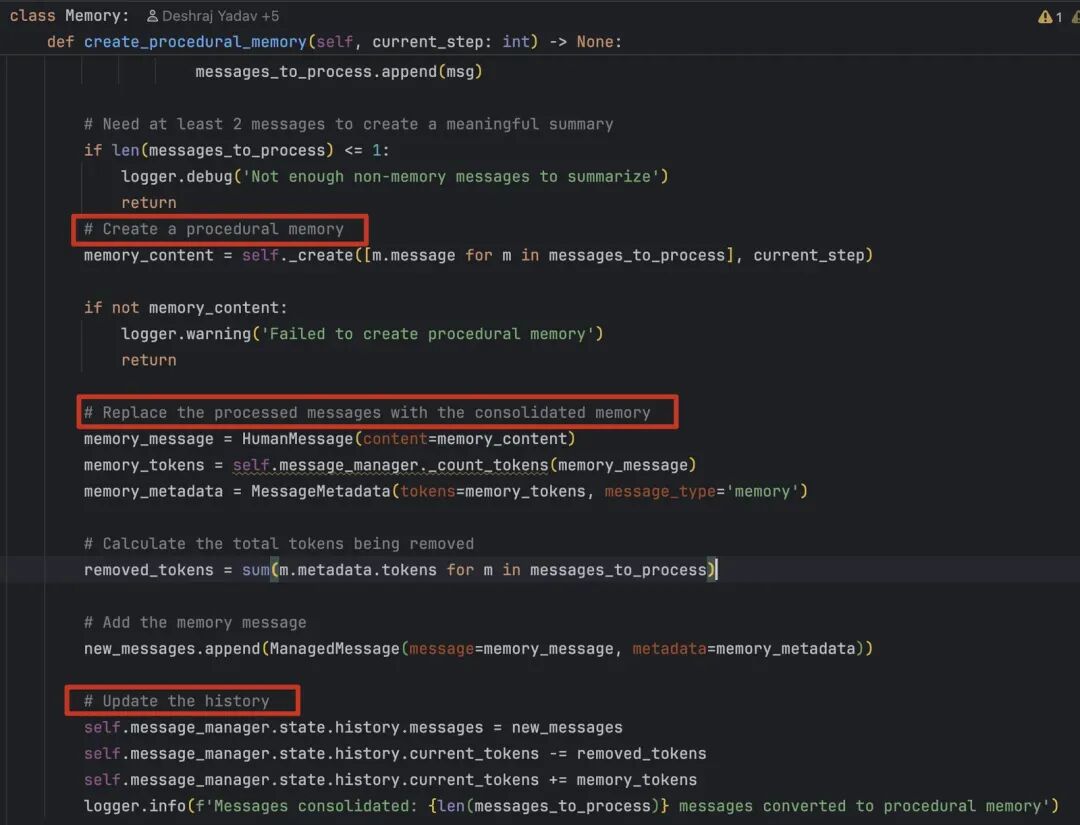 class Memory: Deshraj Yadav +5
1
def create_procedural_memory(self, current_step: int) -> None:
messages_to_process.append(msg)
# Need at least 2 messages to create a meaningful summary
if len(messages_to_process) <= 1:
logger.debug('Not enough non-memory messages to summarize')
return
# Create a procedural memory
memory_content = self._create([m.message for m in messages_to_process], current_step)
if not memory_content:
logger.warning('Failed to create procedural memory')
return
# Replace the processed messages with the consolidated memory
memory_message = HumanMessage(content=memory_content)
memory_tokens = self.message_manager._count_tokens(memory_message)
memory_metadata = MessageMetadata(tokens=memory_tokens, message_type='memory')
# Calculate the total tokens being removed
removed_tokens = sum(m.metadata.tokens for m in messages_to_process)
# Add the memory message
new_messages.append(ManagedMessage(message=memory_message, metadata=memory_metadata))
# Update the history
self.message_manager.state.history.messages = new_messages
self.message_manager.state.history.current_tokens -= removed_tokens
self.message_manager.state.history.current_tokens += memory_tokens
logger.info(f'Messages consolidated: {len(messages_to_process)} messages converted to procedural memory')